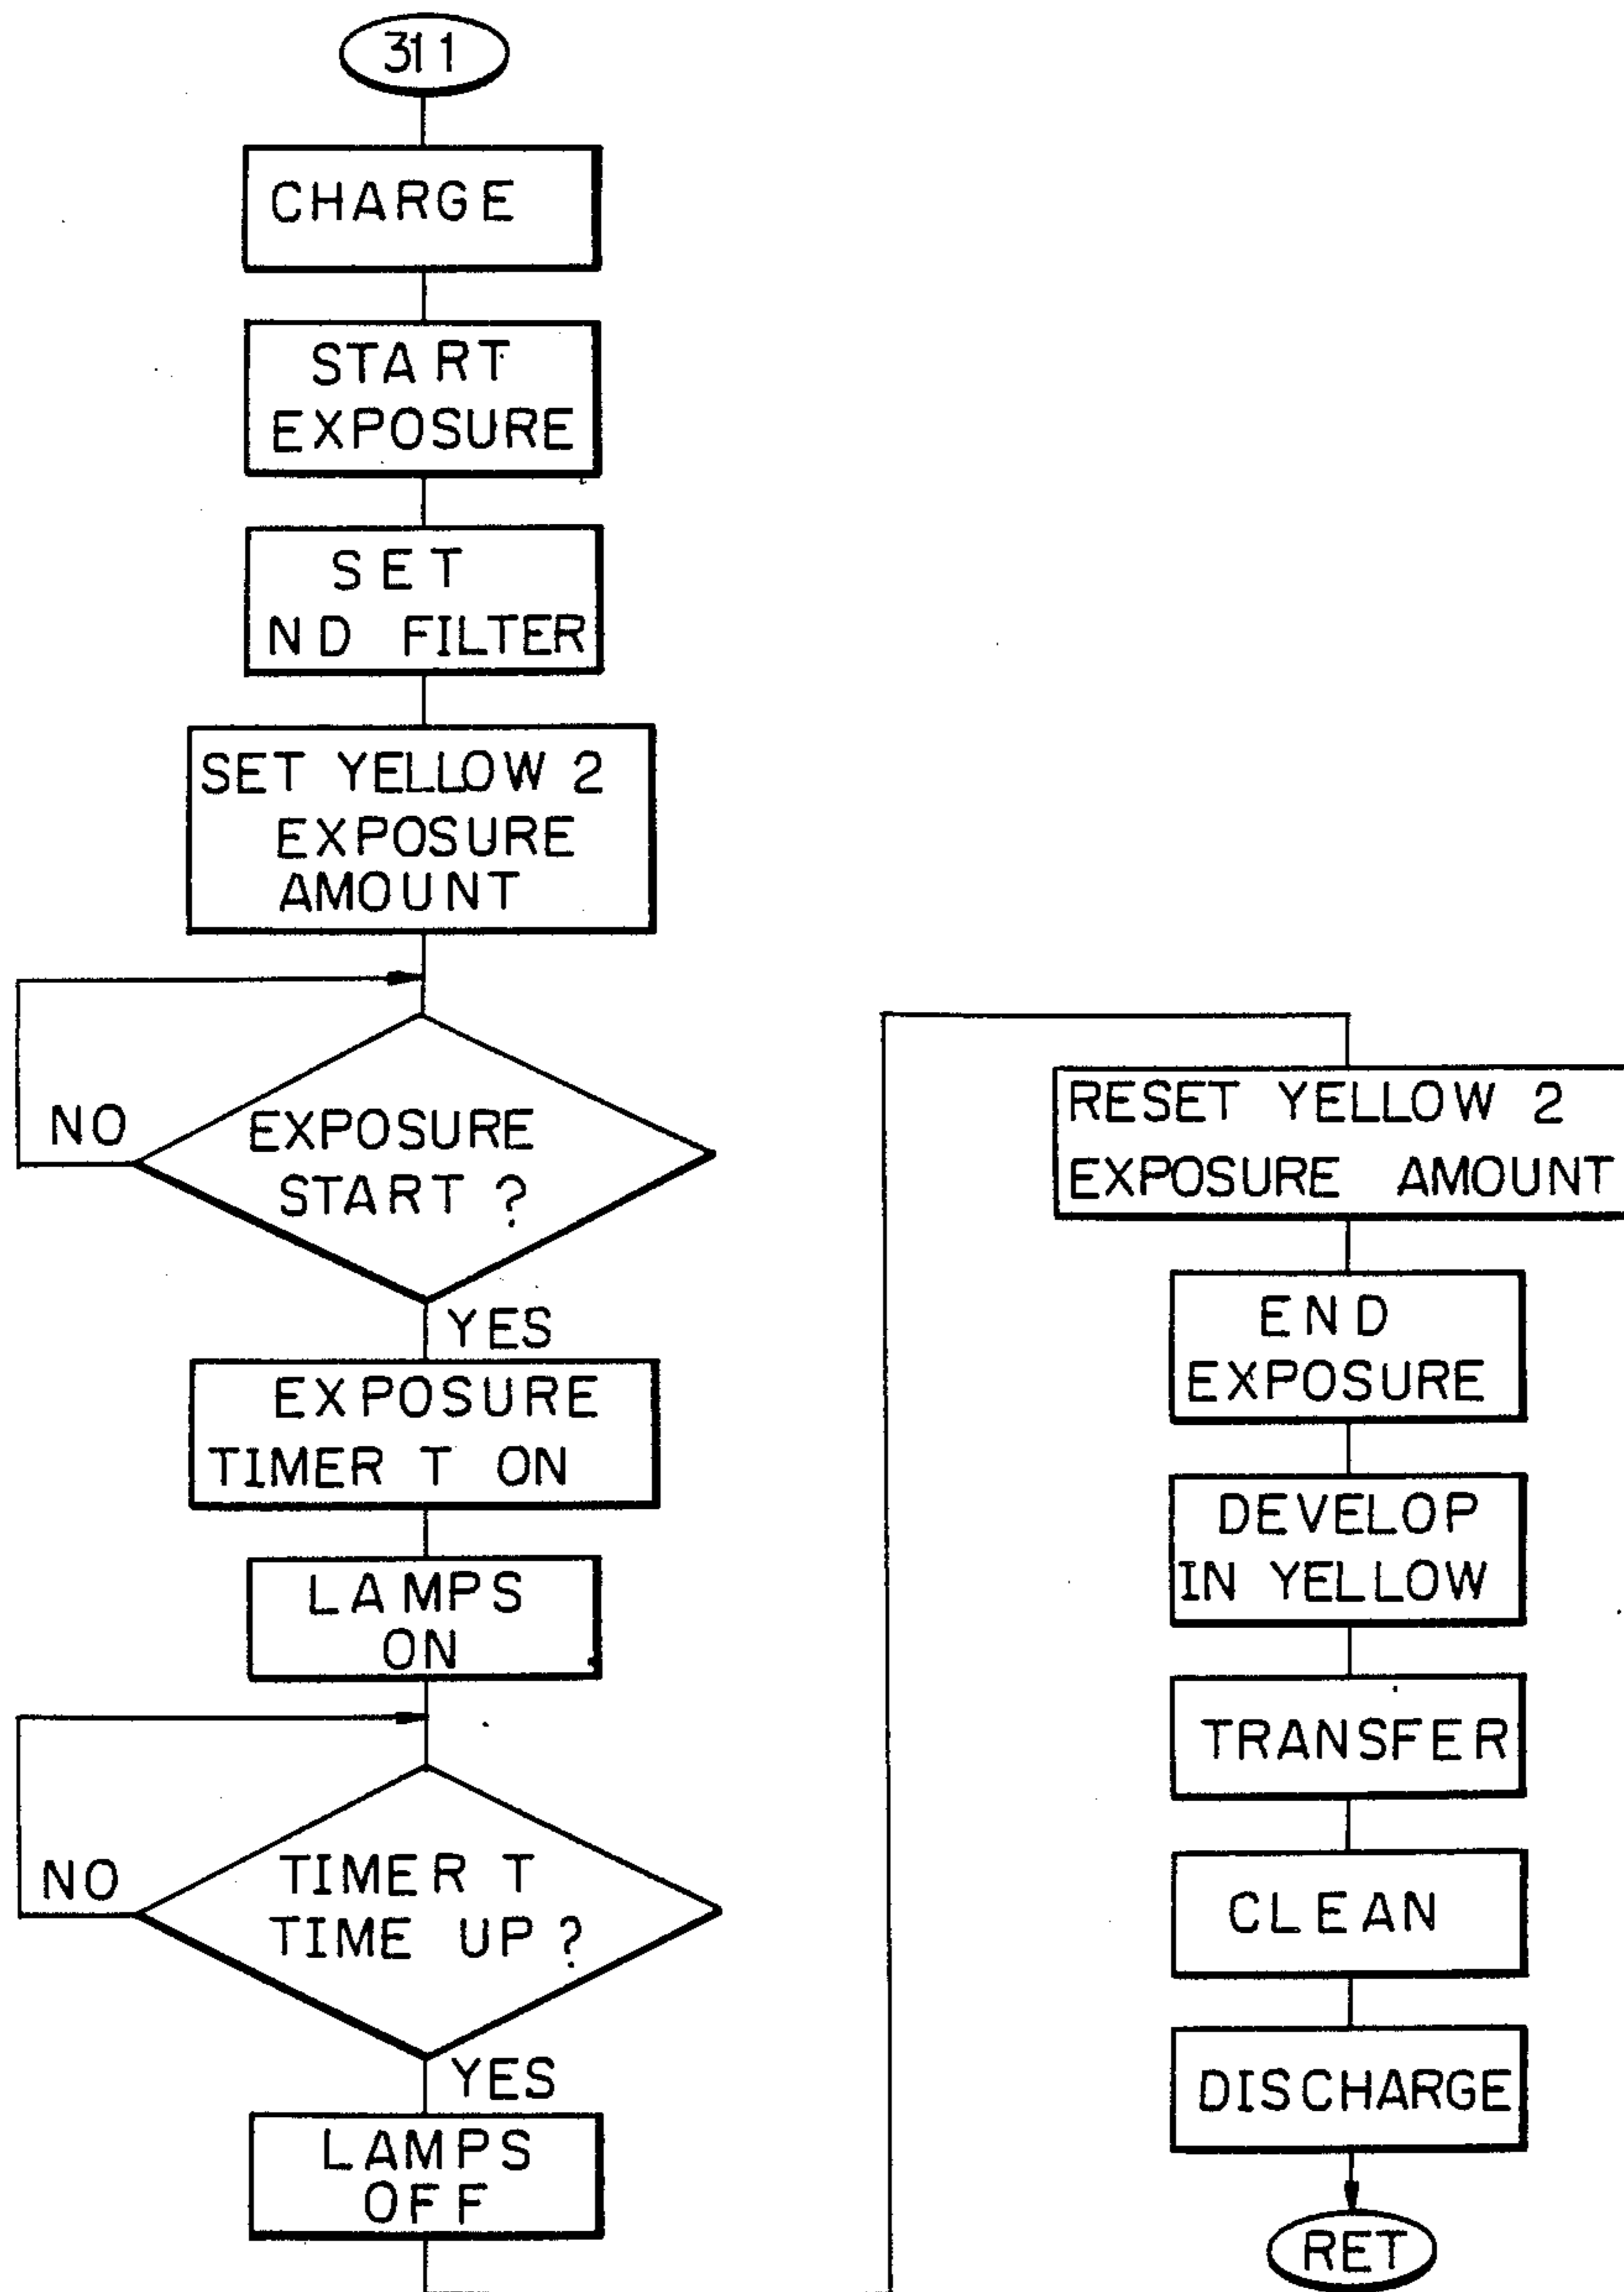 311
CHARGE
START
EXPOSURE
SET
ND FILTER
SET YELLOW 2
EXPOSURE
AMOUNT
NO
EXPOSURE
START ?
YES
EXPOSURE
TIMER T ON
LAMPS
ON
NO
TIMER T
TIME UP ?
YES
LAMPS
OFF
RESET YELLOW 2
EXPOSURE AMOUNT
END
EXPOSURE
DEVELOP
IN YELLOW
TRANSFER
CLEAN
DISCHARGE
RET